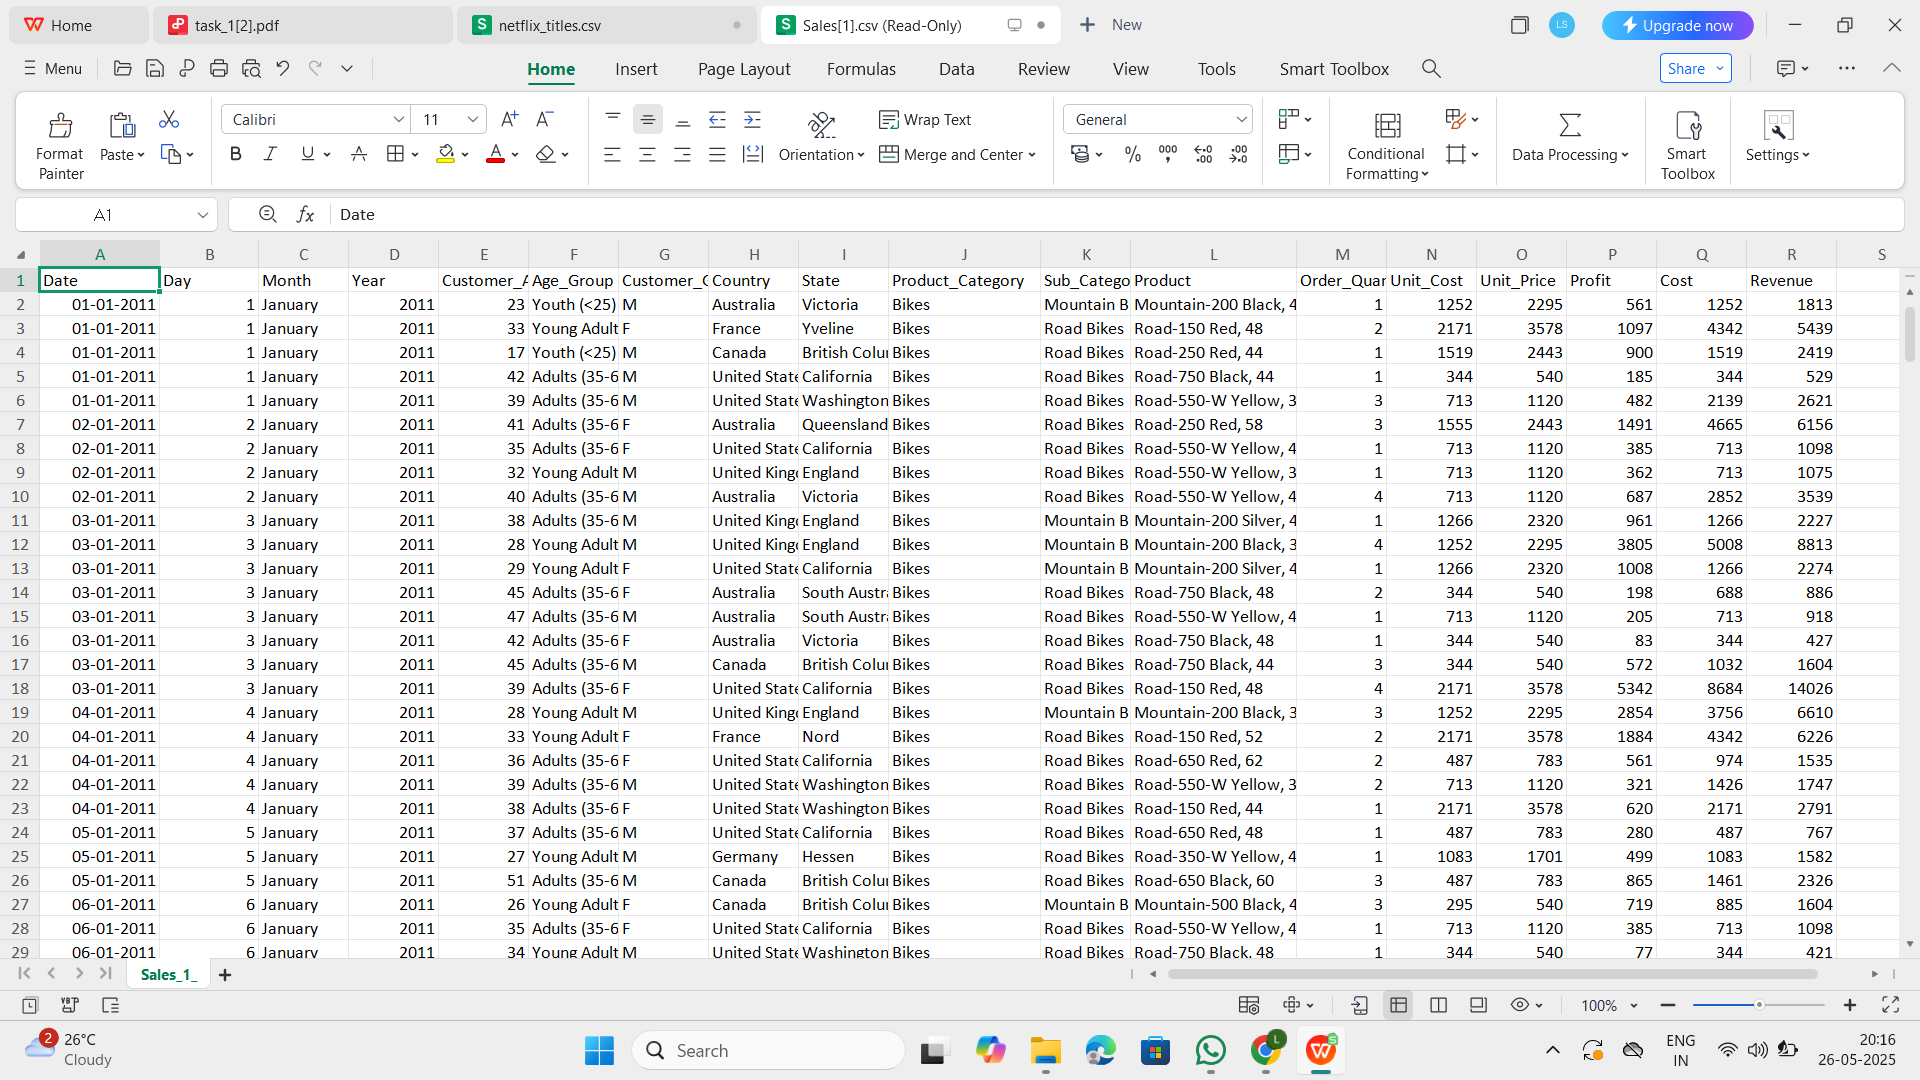 Home task_1[2].pdf netflix_titles.csv Sales[1].csv (Read-Only) New LS Upgrade now
Menu Home Insert Page Layout Formulas Data Review View Tools Smart Toolbox Share
Calibri 11 Wrap Text General
Format Painter Paste Orientation Merge and Center Conditional Formatting Data Processing Smart Toolbox Settings
A1 fx Date
A B C D E F G H I J K L M N O P Q R S
1 Date Day Month Year Customer_A Age_Group Customer_G Country State Product_Category Sub_Catego Product Order_Quan Unit_Cost Unit_Price Profit Cost Revenue
2 01-01-2011 1 January 2011 23 Youth (<25) M Australia Victoria Bikes Mountain B Mountain-200 Black, 4 1 1252 2295 561 1252 1813
3 01-01-2011 1 January 2011 33 Young Adult F France Yveline Bikes Road Bikes Road-150 Red, 48 2 2171 3578 1097 4342 5439
4 01-01-2011 1 January 2011 17 Youth (<25) M Canada British Colu Bikes Road Bikes Road-250 Red, 44 1 1519 2443 900 1519 2419
5 01-01-2011 1 January 2011 42 Adults (35-6 M United State California Bikes Road Bikes Road-750 Black, 44 1 344 540 185 344 529
6 01-01-2011 1 January 2011 39 Adults (35-6 M United State Washington Bikes Road Bikes Road-550-W Yellow, 3 3 713 1120 482 2139 2621
7 02-01-2011 2 January 2011 41 Adults (35-6 F Australia Queensland Bikes Road Bikes Road-250 Red, 58 3 1555 2443 1491 4665 6156
8 02-01-2011 2 January 2011 35 Adults (35-6 F United State California Bikes Road Bikes Road-550-W Yellow, 4 1 713 1120 385 713 1098
9 02-01-2011 2 January 2011 32 Young Adult M United King England Bikes Road Bikes Road-550-W Yellow, 3 1 713 1120 362 713 1075
10 02-01-2011 2 January 2011 40 Adults (35-6 M Australia Victoria Bikes Road Bikes Road-550-W Yellow, 4 4 713 1120 687 2852 3539
11 03-01-2011 3 January 2011 38 Adults (35-6 M United King England Bikes Mountain B Mountain-200 Silver, 4 1 1266 2320 961 1266 2227
12 03-01-2011 3 January 2011 28 Young Adult M United King England Bikes Mountain B Mountain-200 Black, 3 4 1252 2295 3805 5008 8813
13 03-01-2011 3 January 2011 29 Young Adult F United State California Bikes Mountain B Mountain-200 Silver, 4 1 1266 2320 1008 1266 2274
14 03-01-2011 3 January 2011 45 Adults (35-6 F Australia South Austr Bikes Road Bikes Road-750 Black, 48 2 344 540 198 688 886
15 03-01-2011 3 January 2011 47 Adults (35-6 M Australia South Austr Bikes Road Bikes Road-550-W Yellow, 4 1 713 1120 205 713 918
16 03-01-2011 3 January 2011 42 Adults (35-6 F Australia Victoria Bikes Road Bikes Road-750 Black, 48 1 344 540 83 344 427
17 03-01-2011 3 January 2011 45 Adults (35-6 M Canada British Colu Bikes Road Bikes Road-750 Black, 44 3 344 540 572 1032 1604
18 03-01-2011 3 January 2011 39 Adults (35-6 F United State California Bikes Road Bikes Road-150 Red, 48 4 2171 3578 5342 8684 14026
19 04-01-2011 4 January 2011 28 Young Adult M United King England Bikes Mountain B Mountain-200 Black, 3 3 1252 2295 2854 3756 6610
20 04-01-2011 4 January 2011 33 Young Adult F France Nord Bikes Road Bikes Road-150 Red, 52 2 2171 3578 1884 4342 6226
21 04-01-2011 4 January 2011 36 Adults (35-6 F United State California Bikes Road Bikes Road-650 Red, 62 2 487 783 561 974 1535
22 04-01-2011 4 January 2011 39 Adults (35-6 M United State Washington Bikes Road Bikes Road-550-W Yellow, 3 2 713 1120 321 1426 1747
23 04-01-2011 4 January 2011 38 Adults (35-6 F United State Washington Bikes Road Bikes Road-150 Red, 44 1 2171 3578 620 2171 2791
24 05-01-2011 5 January 2011 37 Adults (35-6 M United State California Bikes Road Bikes Road-650 Red, 48 1 487 783 280 487 767
25 05-01-2011 5 January 2011 27 Young Adult M Germany Hessen Bikes Road Bikes Road-350-W Yellow, 4 1 1083 1701 499 1083 1582
26 05-01-2011 5 January 2011 51 Adults (35-6 M Canada British Colu Bikes Road Bikes Road-650 Black, 60 3 487 783 865 1461 2326
27 06-01-2011 6 January 2011 26 Young Adult F Canada British Colu Bikes Mountain B Mountain-500 Black, 4 3 295 540 719 885 1604
28 06-01-2011 6 January 2011 35 Adults (35-6 F United State California Bikes Road Bikes Road-550-W Yellow, 4 1 713 1120 385 713 1098
29 06-01-2011 6 January 2011 34 Young Adult M United State Washington Bikes Road Bikes Road-750 Black, 48 1 344 540 77 344 421
Sales_1_
100%
2 26°C ENG 20:16
Cloudy Search IN 26-05-2025